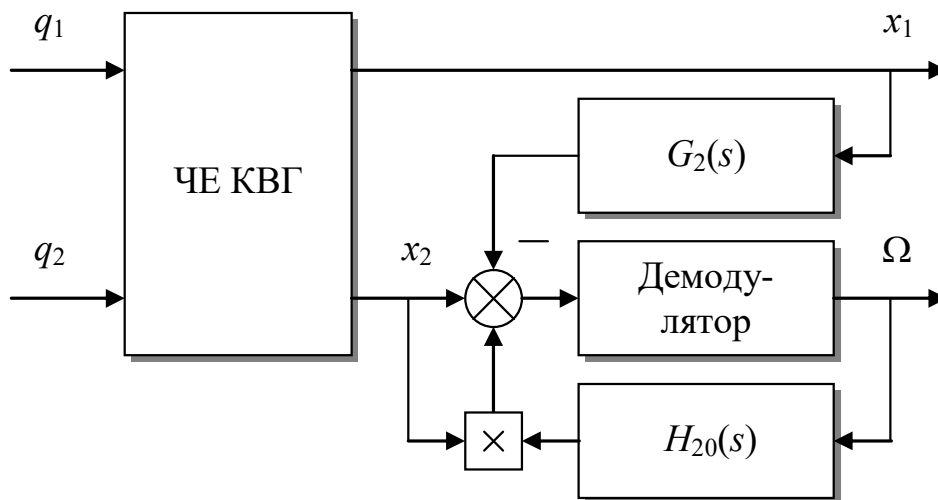 q1
x1
ЧЕ КВГ
G2(s)
q2
x2
−
Демоду-
лятор
Ω
×
H20(s)